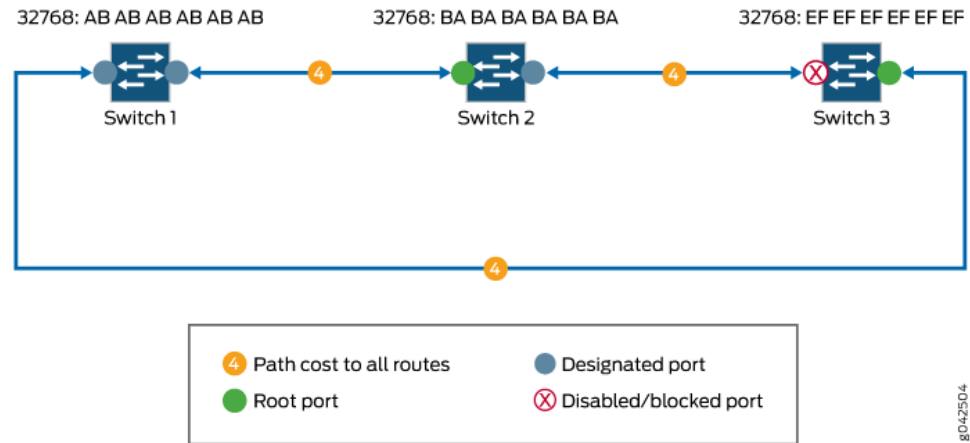 32768: AB AB AB AB AB AB
32768: BA BA BA BA BA BA
32768: EF EF EF EF EF EF
4
4
X
Switch 1
Switch 2
Switch 3
4
4 Path cost to all routes
Designated port
Root port
X Disabled/blocked port
g042504